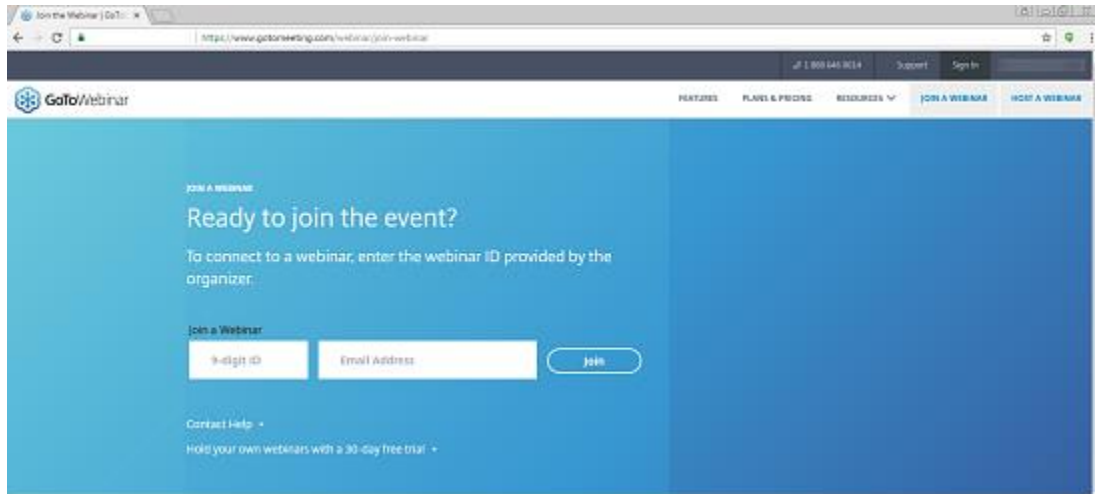 Join the Webinar | GoTo
https://www.gotomeeting.com/webinar/join-webinar
Support Sign In
GoToWebinar
FEATURES PLANS & PRICING RESOURCES JOIN A WEBINAR HOST A WEBINAR
JOIN A WEBINAR
Ready to join the event?
To connect to a webinar, enter the webinar ID provided by the
organizer.
Join a Webinar
9-digit ID Email Address Join
Contact Help
Hold your own webinars with a 30-day free trial